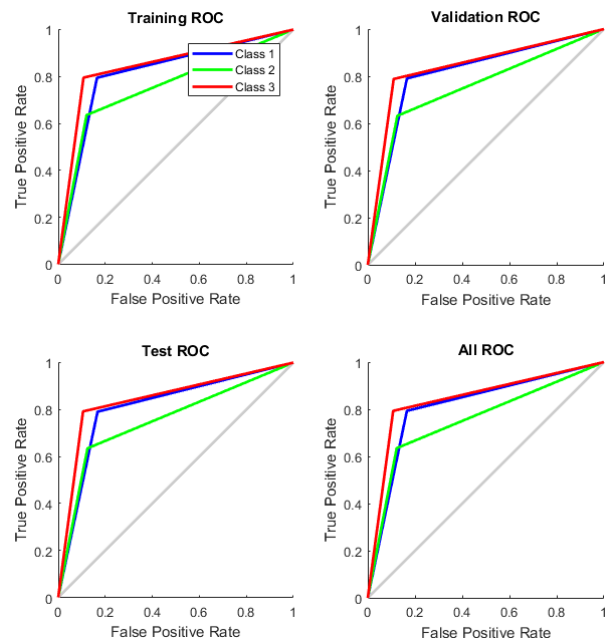 Training ROC
1
0.8
0.6
0.4
0.2
0
True Positive Rate
Class 1
Class 2
Class 3
0 0.2 0.4 0.6 0.8 1
False Positive Rate
Validation ROC
1
0.8
0.6
0.4
0.2
0
True Positive Rate
0 0.2 0.4 0.6 0.8 1
False Positive Rate
Test ROC
1
0.8
0.6
0.4
0.2
0
True Positive Rate
0 0.2 0.4 0.6 0.8 1
False Positive Rate
All ROC
1
0.8
0.6
0.4
0.2
0
True Positive Rate
0 0.2 0.4 0.6 0.8 1
False Positive Rate